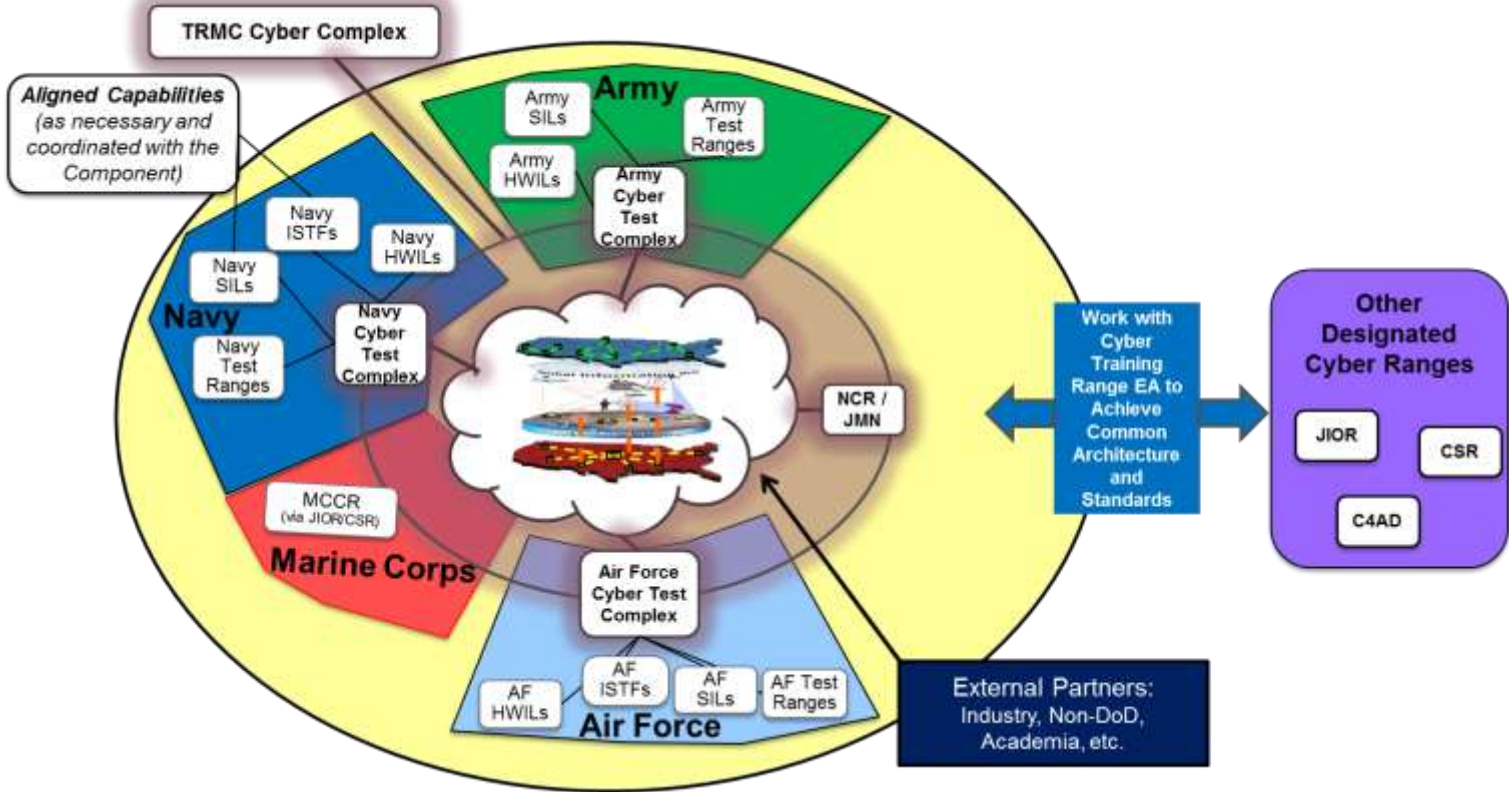 TRMC Cyber Complex
Aligned Capabilities
(as necessary and
coordinated with the
Component)
Army
Army
SILs
Army
Test
Ranges
Army
HWILs
Army
Cyber
Test
Complex
Navy
ISTFs
Navy
HWILs
Navy
SILs
Navy
Navy
Test
Ranges
Navy
Cyber
Test
Complex
NCR /
JMN
Work with
Cyber
Training
Range EA to
Achieve
Common
Architecture
and
Standards
Other
Designated
Cyber Ranges
JIOR
CSR
C4AD
MCCR
(via JIOR/CSR)
Marine Corps
Air Force
Cyber Test
Complex
AF
HWILs
AF
ISTFs
AF
SILs
AF Test
Ranges
Air Force
External Partners:
Industry, Non-DoD,
Academia, etc.